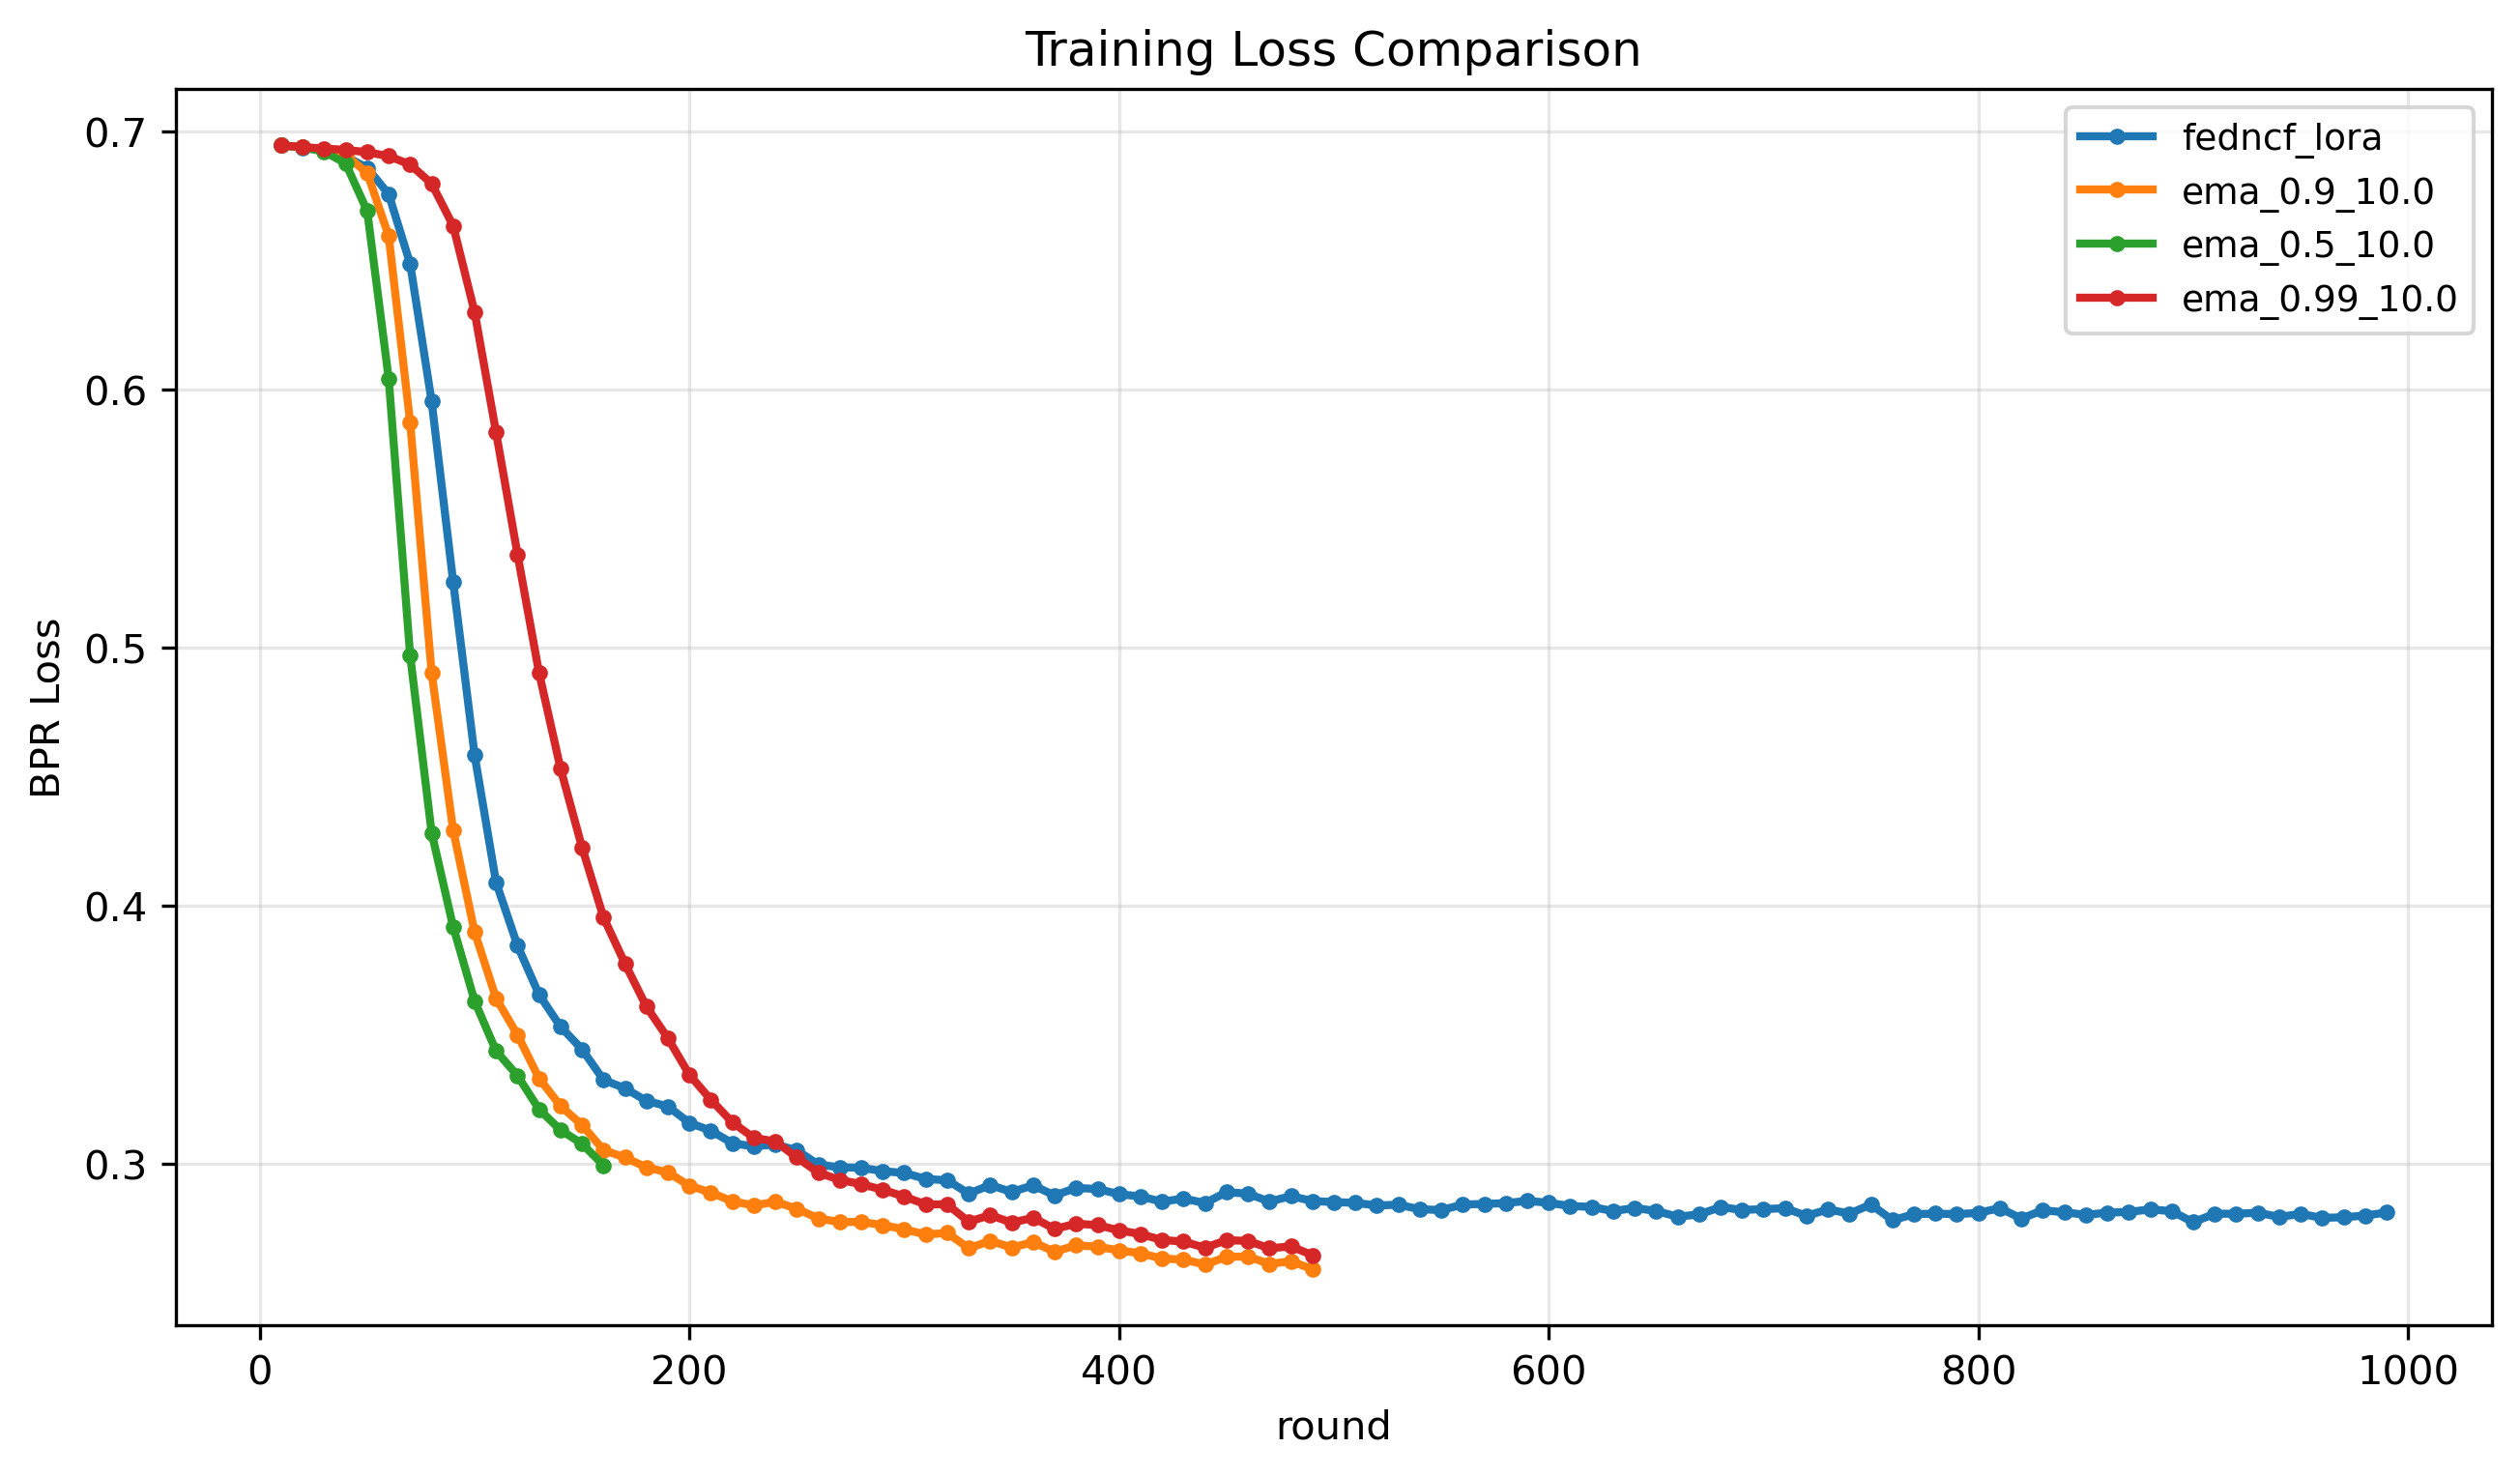 Training Loss Comparison
BPR Loss
0.7
0.6
0.5
0.4
0.3
fedncf_lora
ema_0.9_10.0
ema_0.5_10.0
ema_0.99_10.0
0 200 400 600 800 1000
round